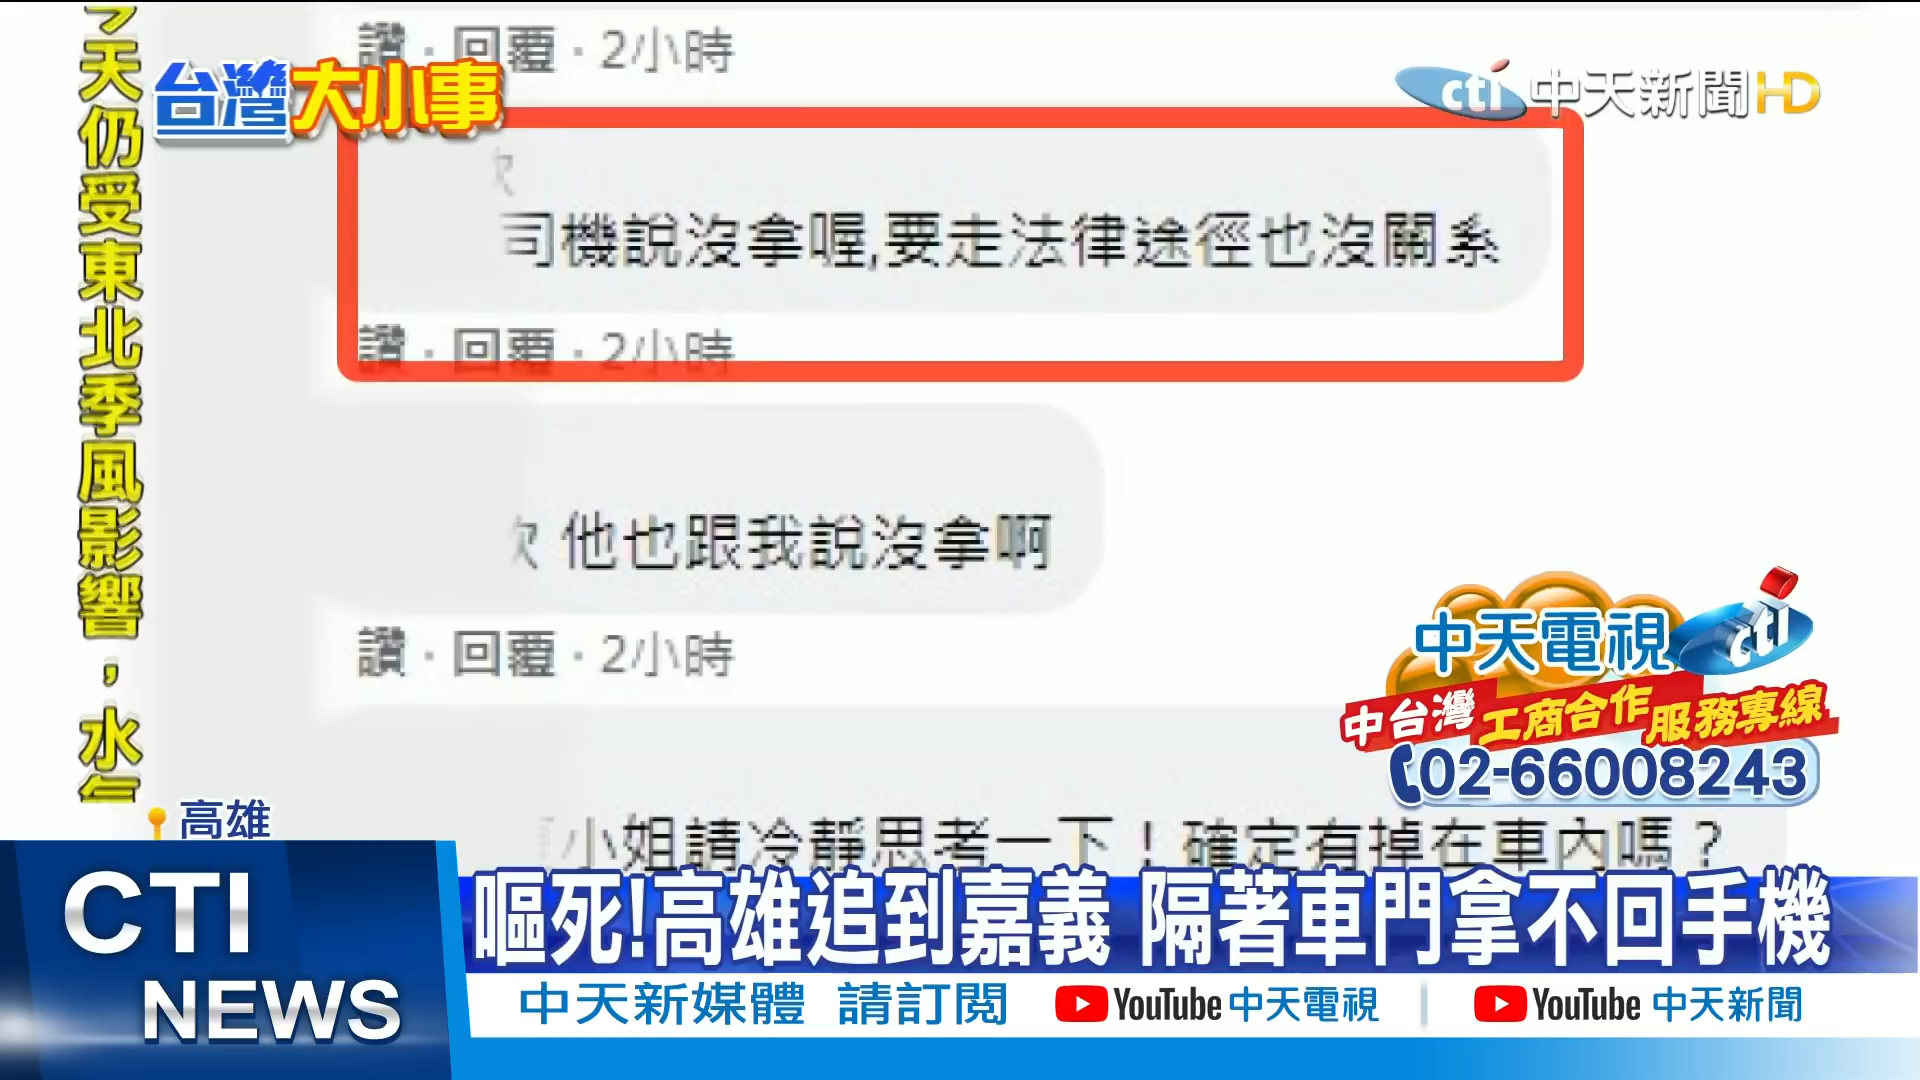 讚 · 回覆 · 2小時
台灣大小事
cti 中天新聞HD
司機說沒拿喔,要走法律途徑也沒關系
讚 · 回覆 · 2小時
他也跟我說沒拿啊
讚 · 回覆 · 2小時
小姐請冷靜思考一下！確定有掉在車內嗎？
天仍受東北季風影響，水
中天電視 cti
中台灣 工商合作 服務專線
02-66008243
高雄
CTI NEWS
嘔死!高雄追到嘉義 隔著車門拿不回手機
中天新媒體 請訂閱 YouTube 中天電視 | YouTube 中天新聞